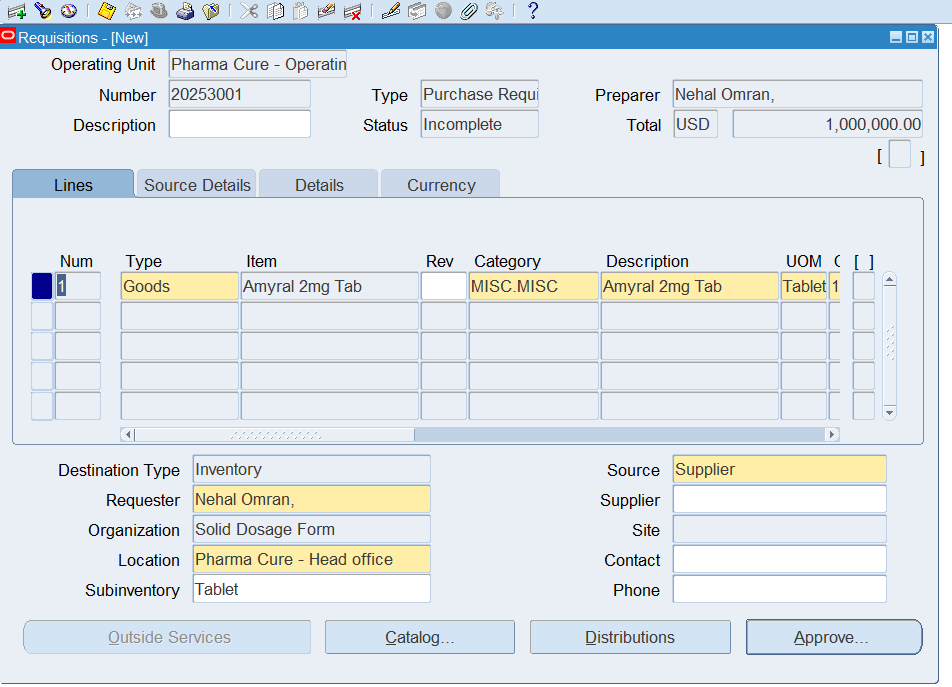 Requisitions - [New]
Operating Unit Pharma Cure - Operatin
Number 20253001 Type Purchase Requi Preparer Nehal Omran,
Description Status Incomplete Total USD 1,000,000.00
[ ]
Lines Source Details Details Currency
Num Type Item Rev Category Description UOM [ ]
1 Goods Amyral 2mg Tab MISC.MISC Amyral 2mg Tab Tablet 1
Destination Type Inventory Source Supplier
Requester Nehal Omran, Supplier
Organization Solid Dosage Form Site
Location Pharma Cure - Head office Contact
Subinventory Tablet Phone
Outside Services Catalog... Distributions Approve...